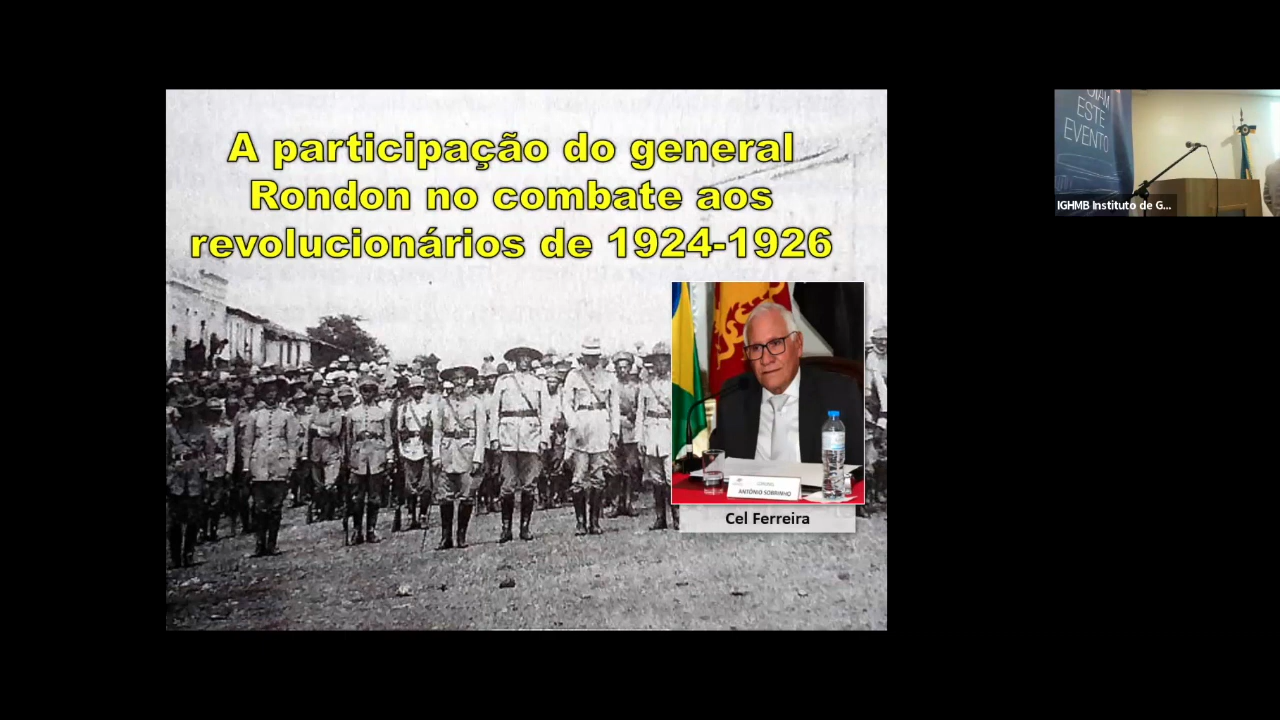 A participação do general
Rondon no combate aos
revolucionários de 1924-1926
ANTÔNIO SOBRINHO
Cel Ferreira
ESTE
EVENTO
IGHMB Instituto de G...